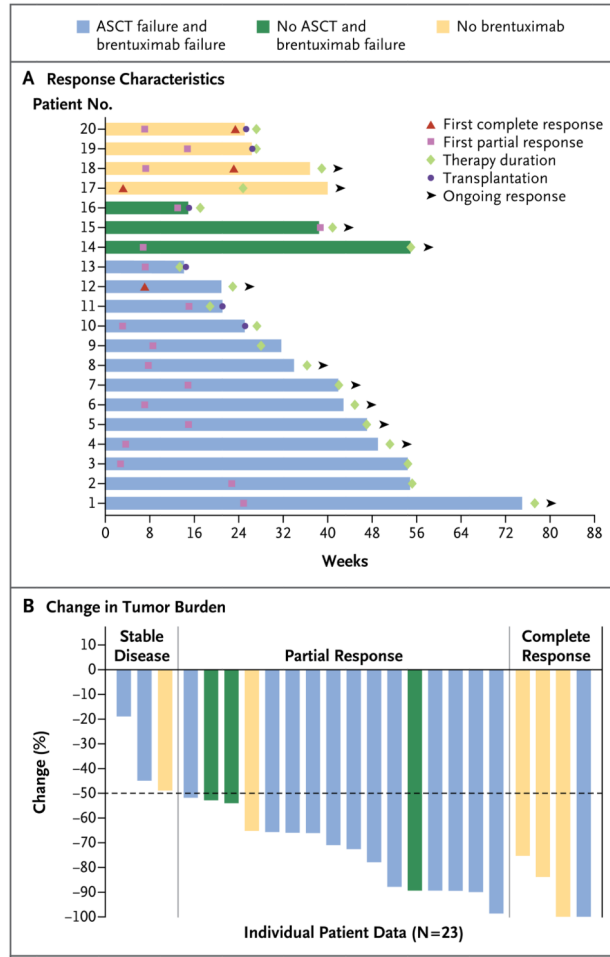 ASCT failure and
brentuximab failure
No ASCT and
brentuximab failure
No brentuximab
A Response Characteristics
Patient No.
20
19
18
17
16
15
14
13
12
11
10
9
8
7
6
5
4
3
2
1
First complete response
First partial response
Therapy duration
Transplantation
Ongoing response
0 8 16 24 32 40 48 56 64 72 80 88
Weeks
B Change in Tumor Burden
Stable
Disease
Partial Response
Complete
Response
Change (%)
10
0
−10
−20
−30
−40
−50
−60
−70
−80
−90
−100
Individual Patient Data (N=23)